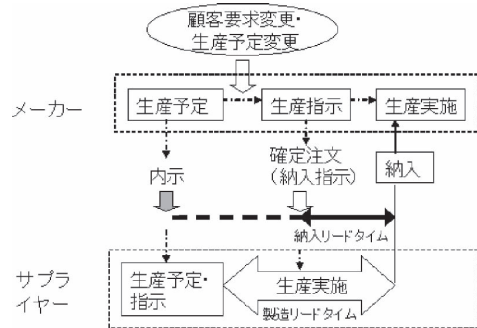 顧客要求変更・
生産予定変更
メーカー
生産予定
生産指示
生産実施
内示
確定注文
(納入指示)
納入
納入リードタイム
サプラ
イヤー
生産予定・
指示
生産実施
製造リードタイム